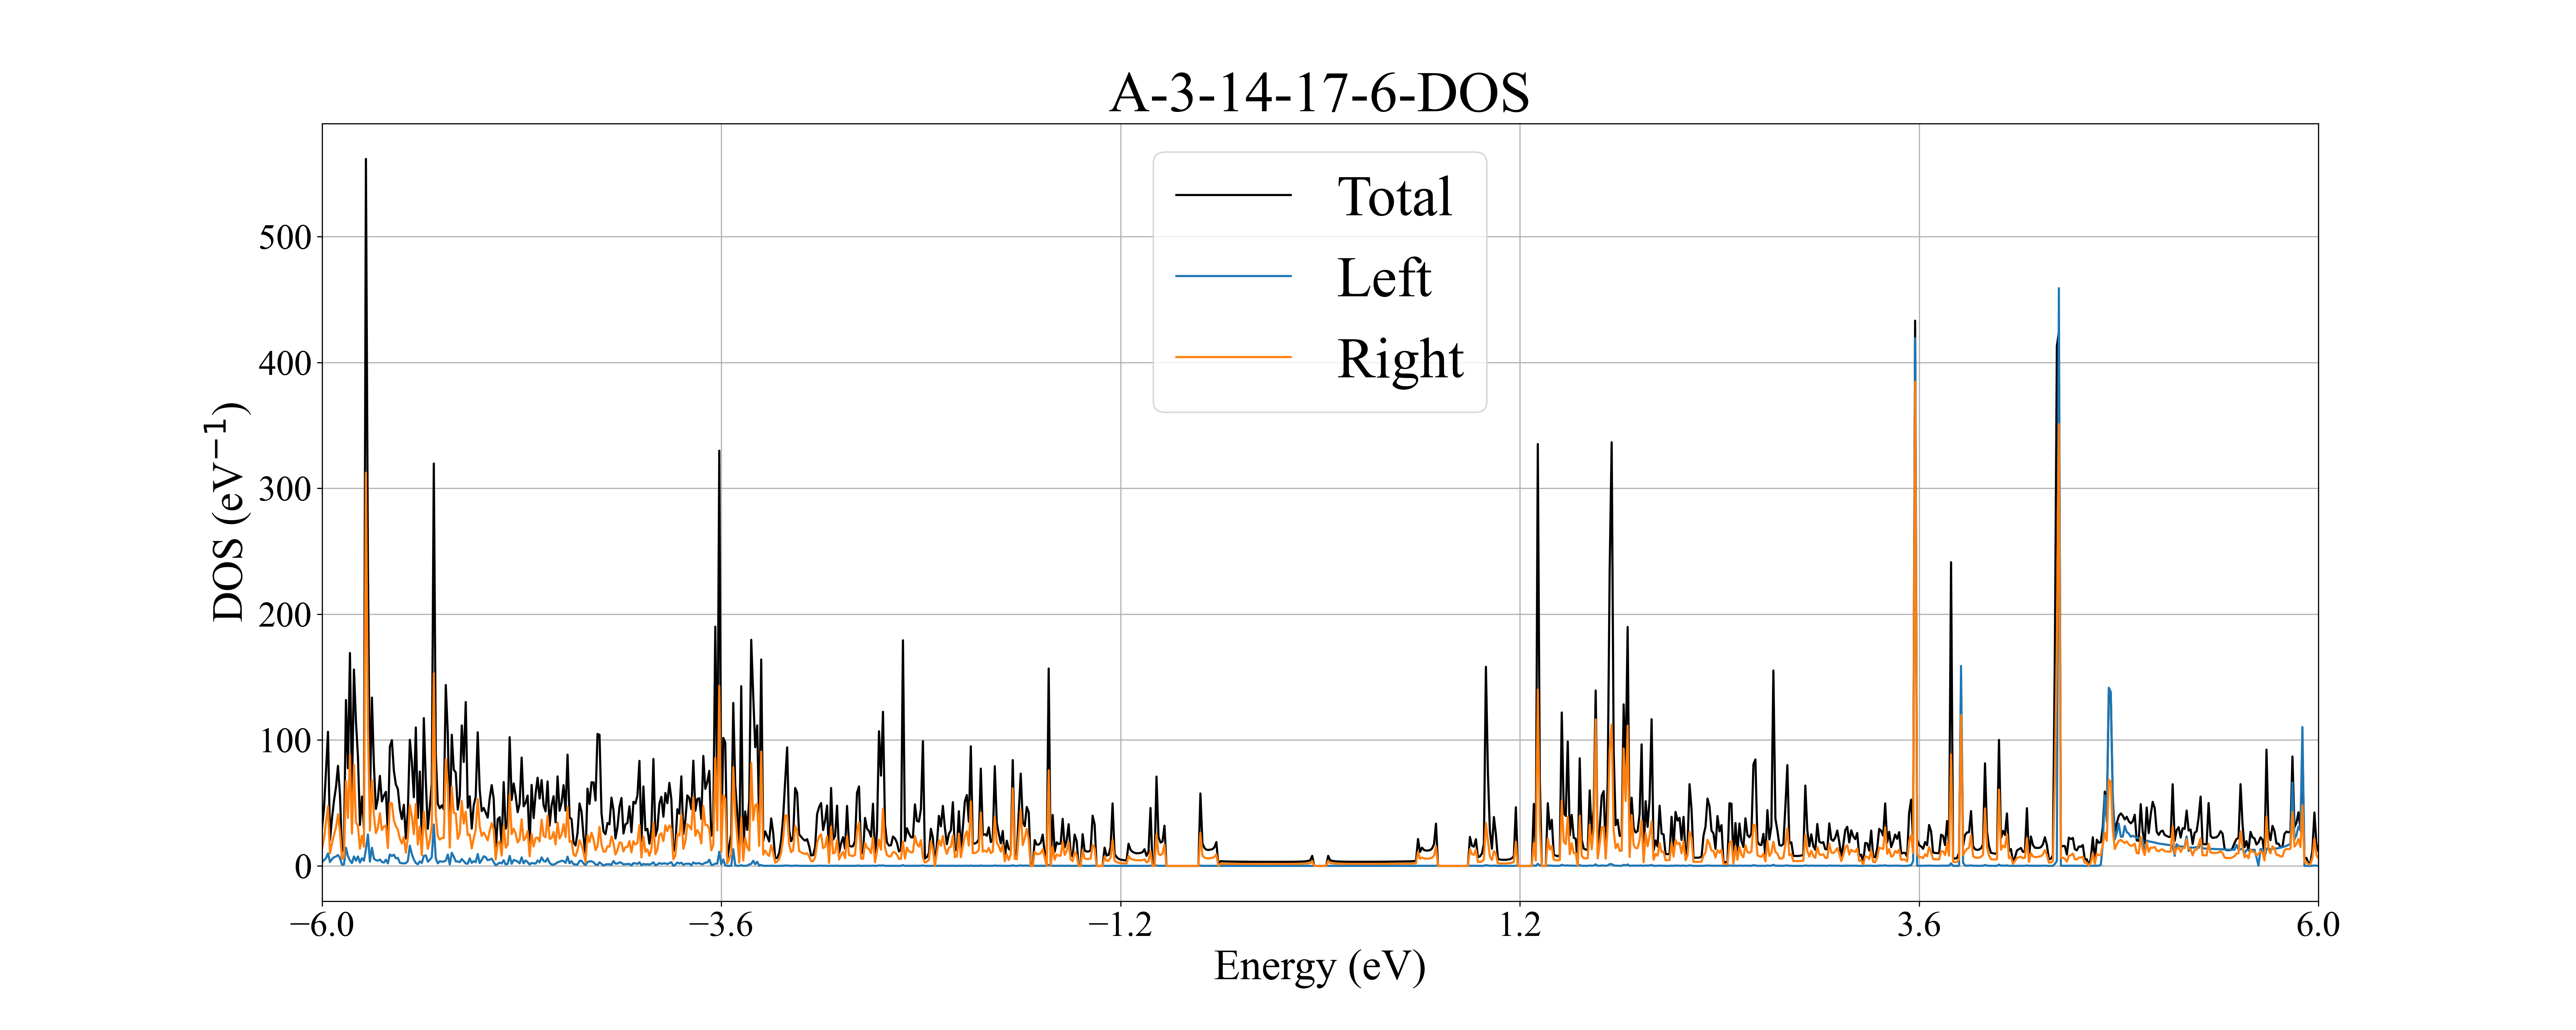 A-3-14-17-6-DOS
Total
Left
Right
DOS (eV⁻¹)
500
400
300
200
100
0
−6.0 −3.6 −1.2 1.2 3.6 6.0
Energy (eV)